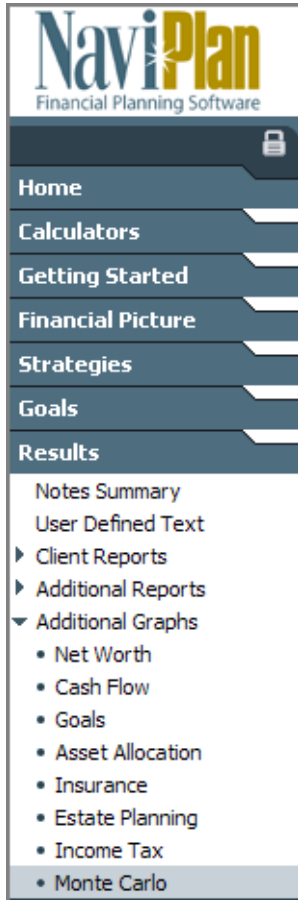 NaviPlan
Financial Planning Software
Home
Calculators
Getting Started
Financial Picture
Strategies
Goals
Results
Notes Summary
User Defined Text
Client Reports
Additional Reports
Additional Graphs
• Net Worth
• Cash Flow
• Goals
• Asset Allocation
• Insurance
• Estate Planning
• Income Tax
• Monte Carlo